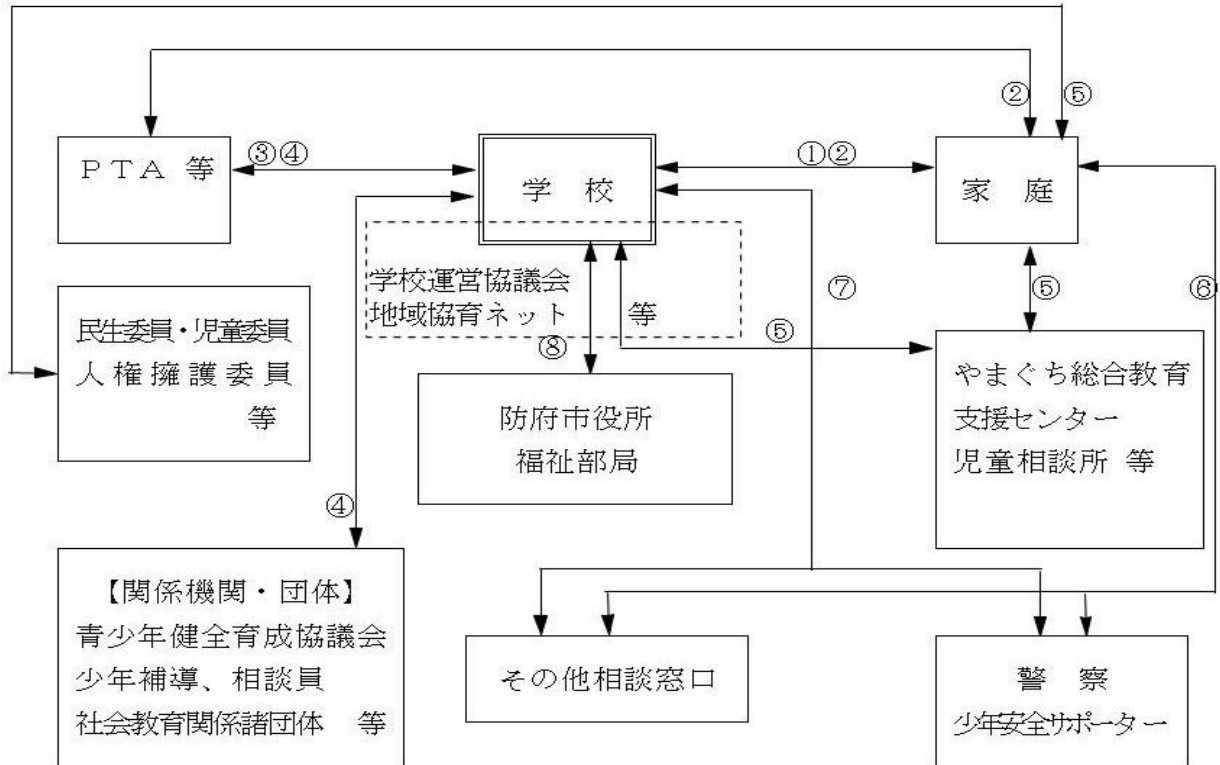 ② ⑤
PTA 等
③④
学 校
①②
家 庭
学校運営協議会
地域協育ネット 等
⑦
⑤
⑥
民生委員・児童委員
人権擁護委員
等
⑧
⑤
防府市役所
福祉部局
やまぐち総合教育
支援センター
児童相談所 等
④
【関係機関・団体】
青少年健全育成協議会
少年補導、相談員
社会教育関係諸団体 等
その他相談窓口
警 察
少年安全サポーター